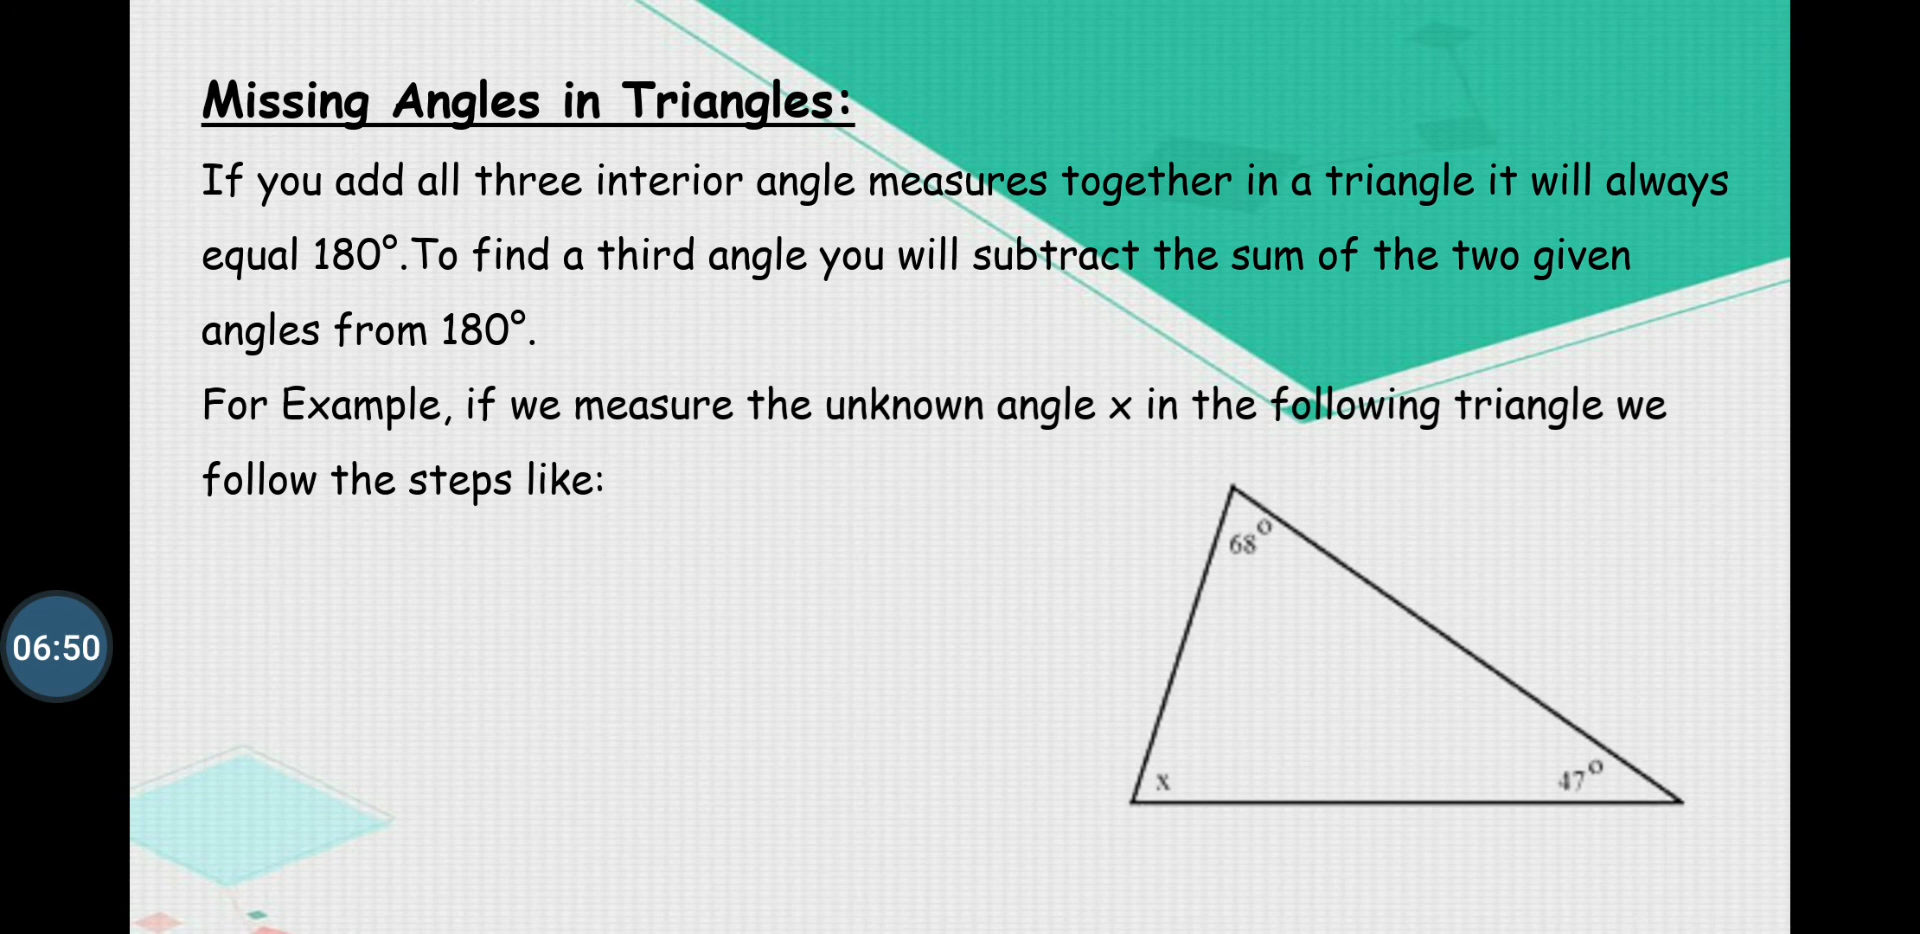 Missing Angles in Triangles:
If you add all three interior angle measures together in a triangle it will always
equal 180°.To find a third angle you will subtract the sum of the two given
angles from 180°.
For Example, if we measure the unknown angle x in the following triangle we
follow the steps like:
68°
06:50
x
47°